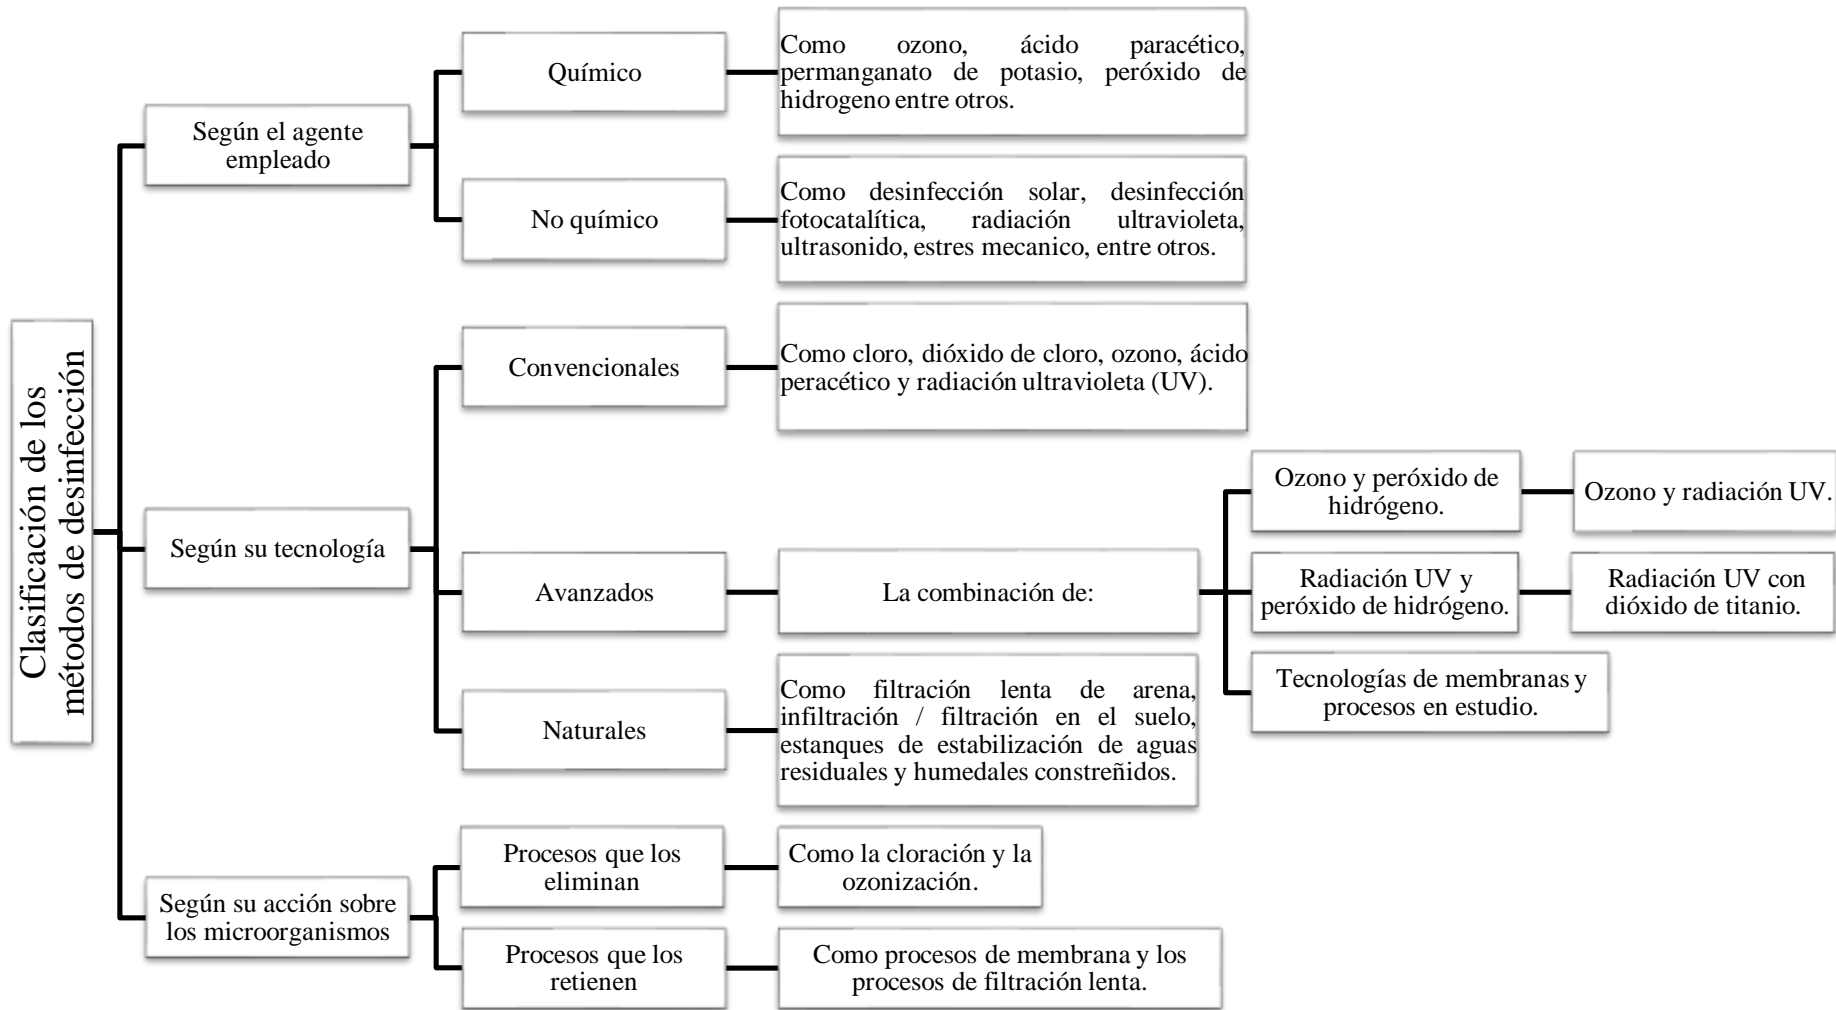 Clasificación de los
métodos de desinfección
Según el agente
empleado
Químico
Como ozono, ácido paracético,
permanganato de potasio, peróxido de
hidrogeno entre otros.
No químico
Como desinfección solar, desinfección
fotocatalítica, radiación ultravioleta,
ultrasonido, estres mecanico, entre otros.
Según su tecnología
Convencionales
Como cloro, dióxido de cloro, ozono, ácido
peracético y radiación ultravioleta (UV).
Avanzados
La combinación de:
Ozono y peróxido de
hidrógeno.
Ozono y radiación UV.
Radiación UV y
peróxido de hidrógeno.
Radiación UV con
dióxido de titanio.
Tecnologías de membranas y
procesos en estudio.
Naturales
Como filtración lenta de arena,
infiltración / filtración en el suelo,
estanques de estabilización de aguas
residuales y humedales constreñidos.
Según su acción sobre
los microorganismos
Procesos que los
eliminan
Como la cloración y la
ozonización.
Procesos que los
retienen
Como procesos de membrana y los
procesos de filtración lenta.